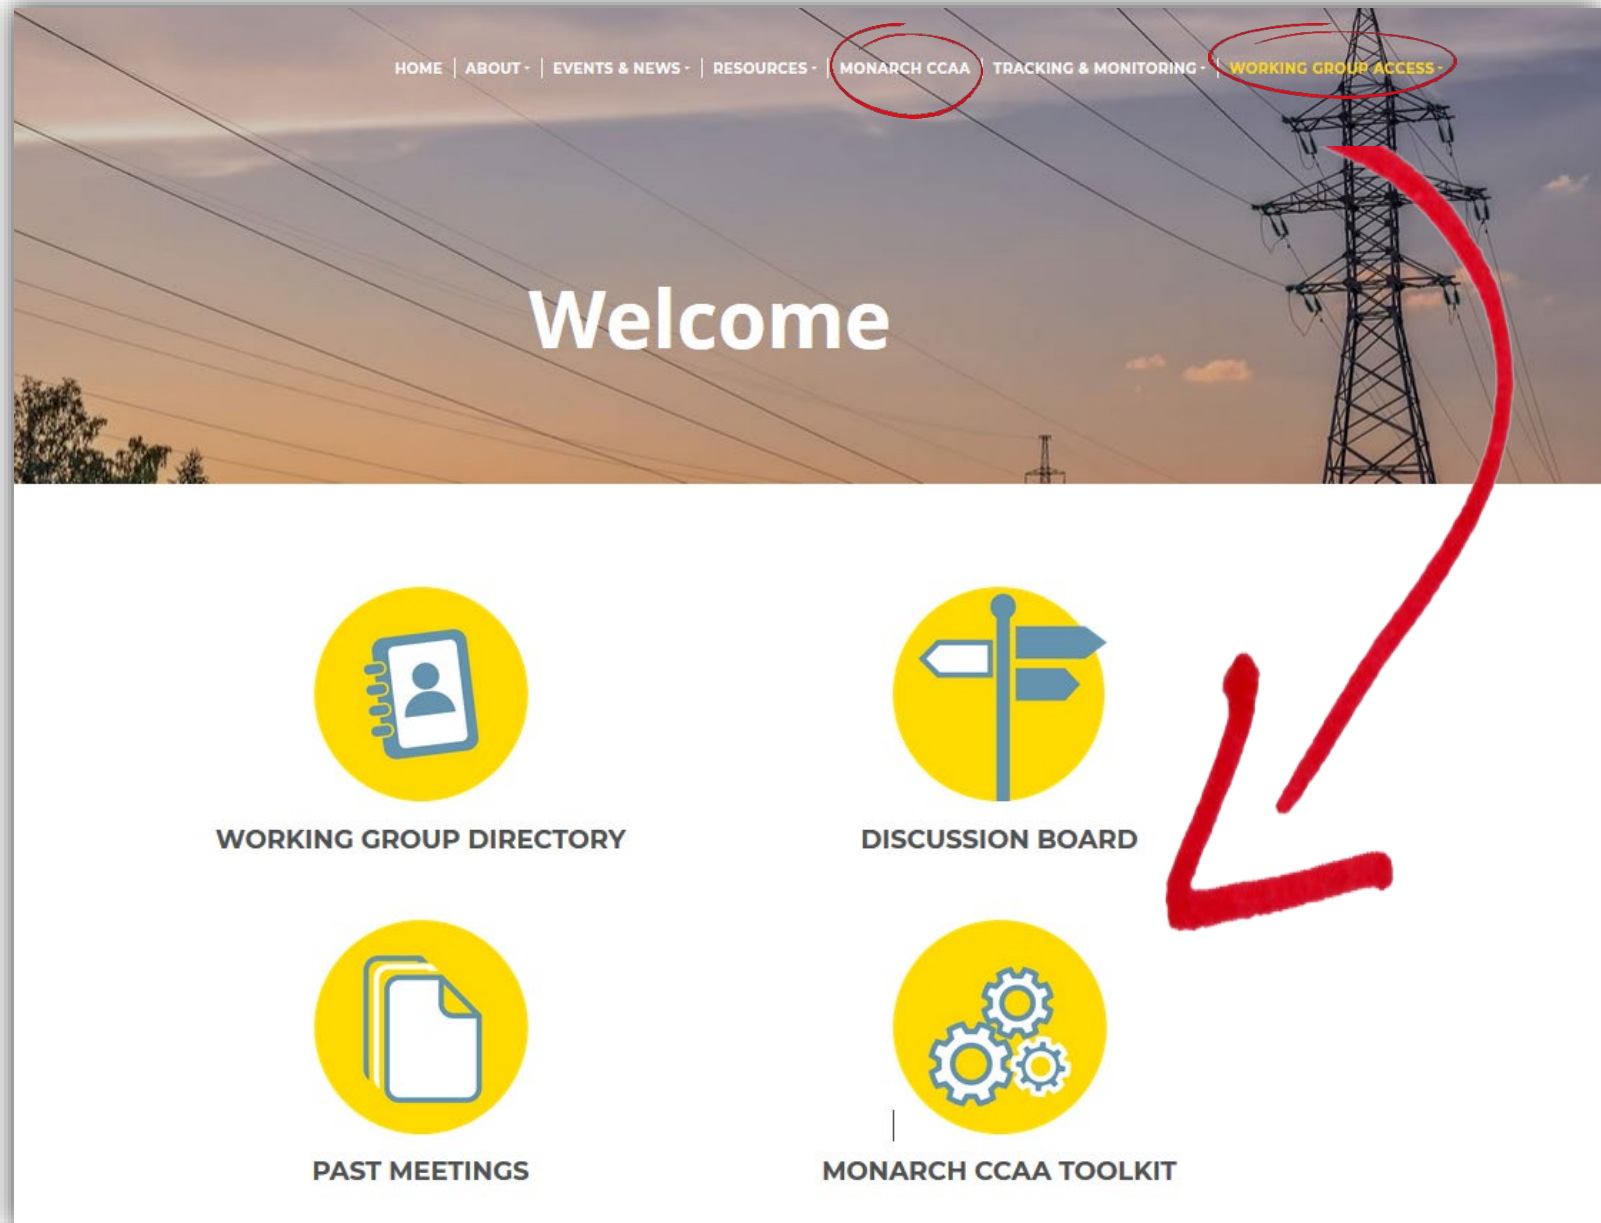 HOME | ABOUT | EVENTS & NEWS | RESOURCES | MONARCH CCAA | TRACKING & MONITORING | WORKING GROUP ACCESS
Welcome
WORKING GROUP DIRECTORY
DISCUSSION BOARD
PAST MEETINGS
MONARCH CCAA TOOLKIT